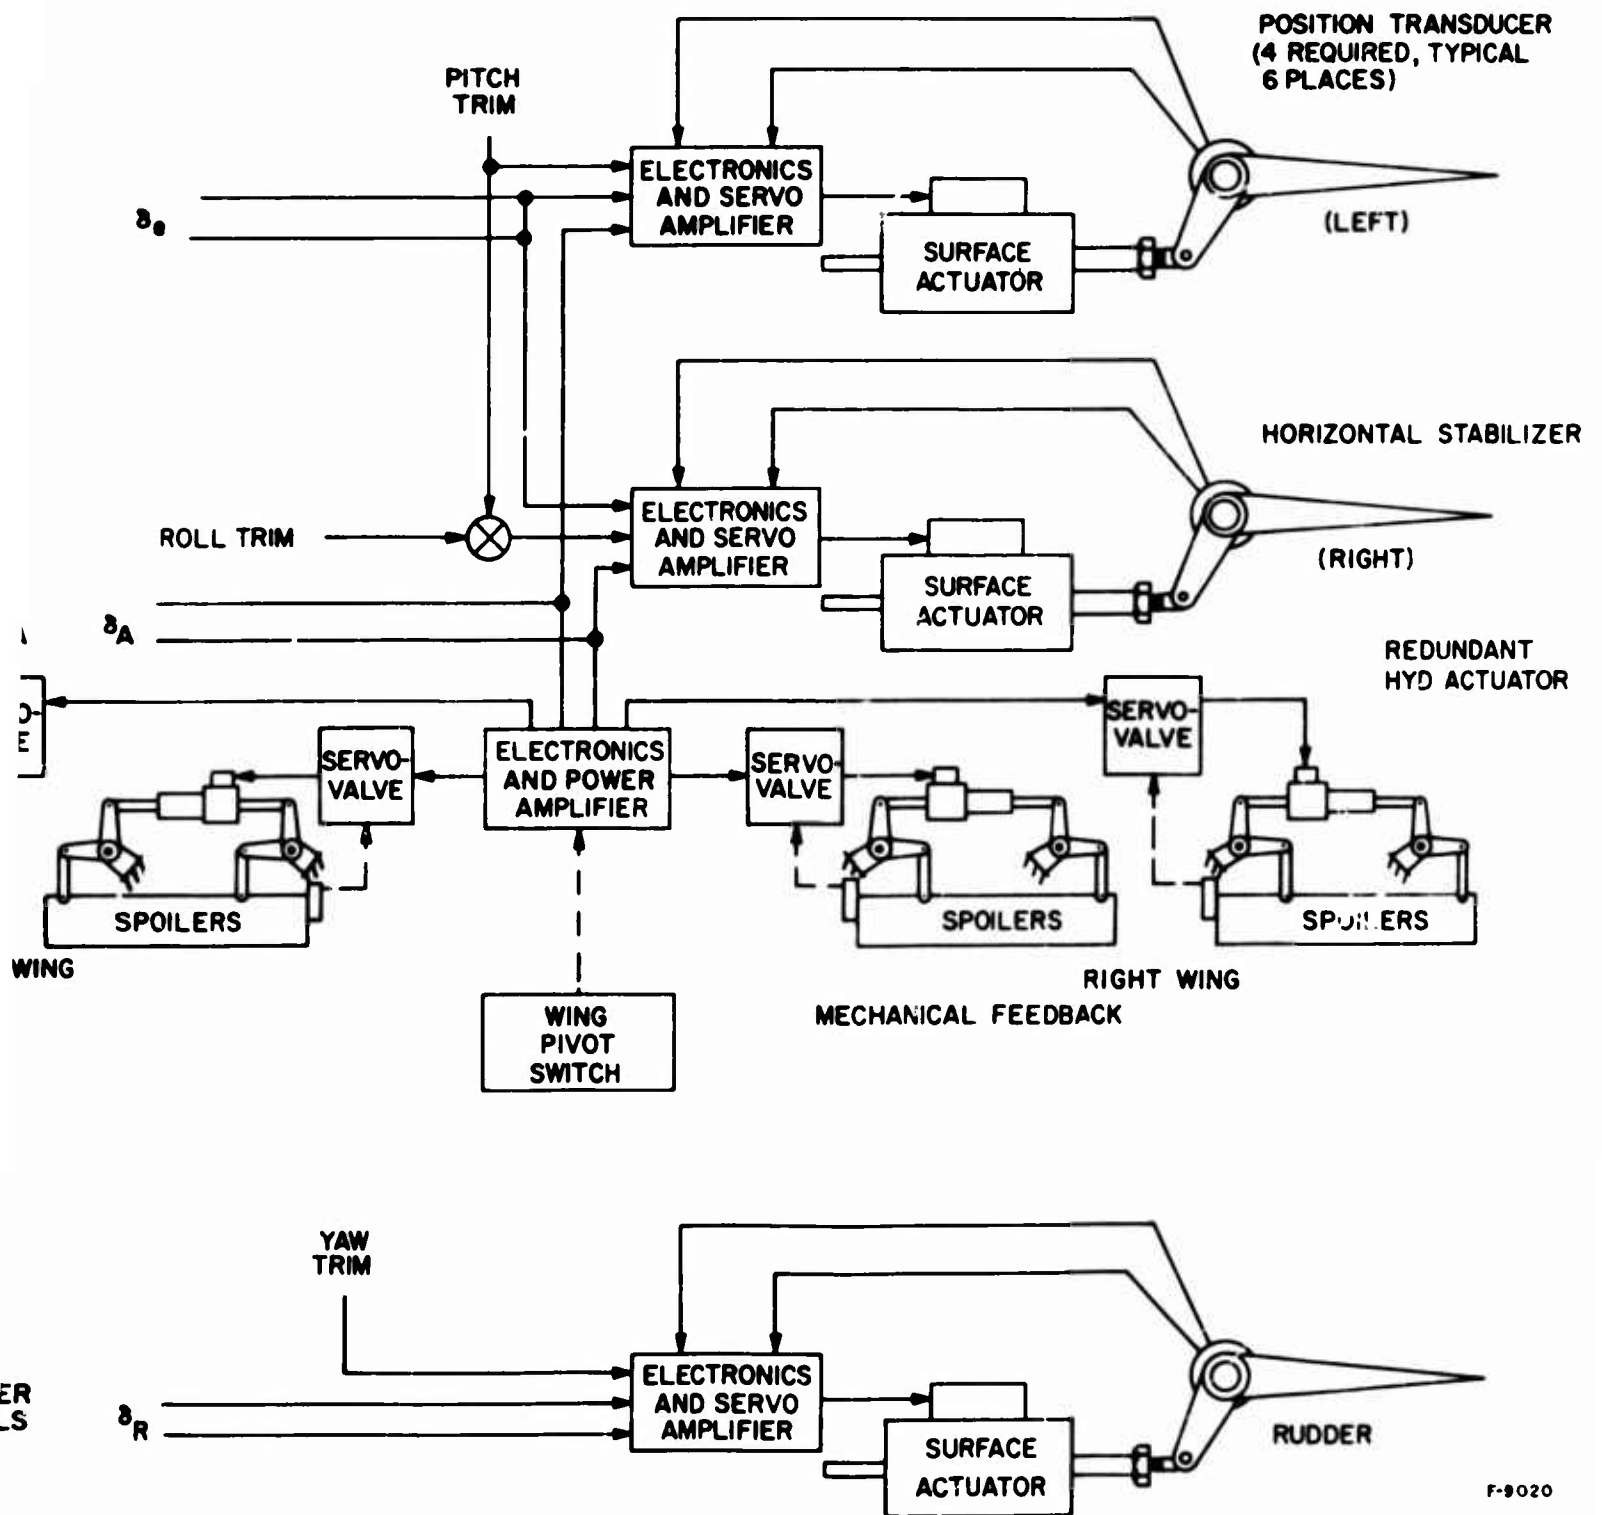 POSITION TRANSDUCER
(4 REQUIRED, TYPICAL
6 PLACES)
PITCH
TRIM
ELECTRONICS
AND SERVO
AMPLIFIER
δe
(LEFT)
SURFACE
ACTUATOR
HORIZONTAL STABILIZER
ELECTRONICS
AND SERVO
AMPLIFIER
ROLL TRIM
(RIGHT)
SURFACE
ACTUATOR
δA
REDUNDANT
HYD ACTUATOR
SERVO-
VALVE
O-
E
SERVO-
VALVE
ELECTRONICS
AND POWER
AMPLIFIER
SERVO-
VALVE
SPOILERS
SPOILERS
SPOILERS
WING
RIGHT WING
MECHANICAL FEEDBACK
WING
PIVOT
SWITCH
YAW
TRIM
ELECTRONICS
AND SERVO
AMPLIFIER
ER
LS
δR
RUDDER
SURFACE
ACTUATOR
F-9020